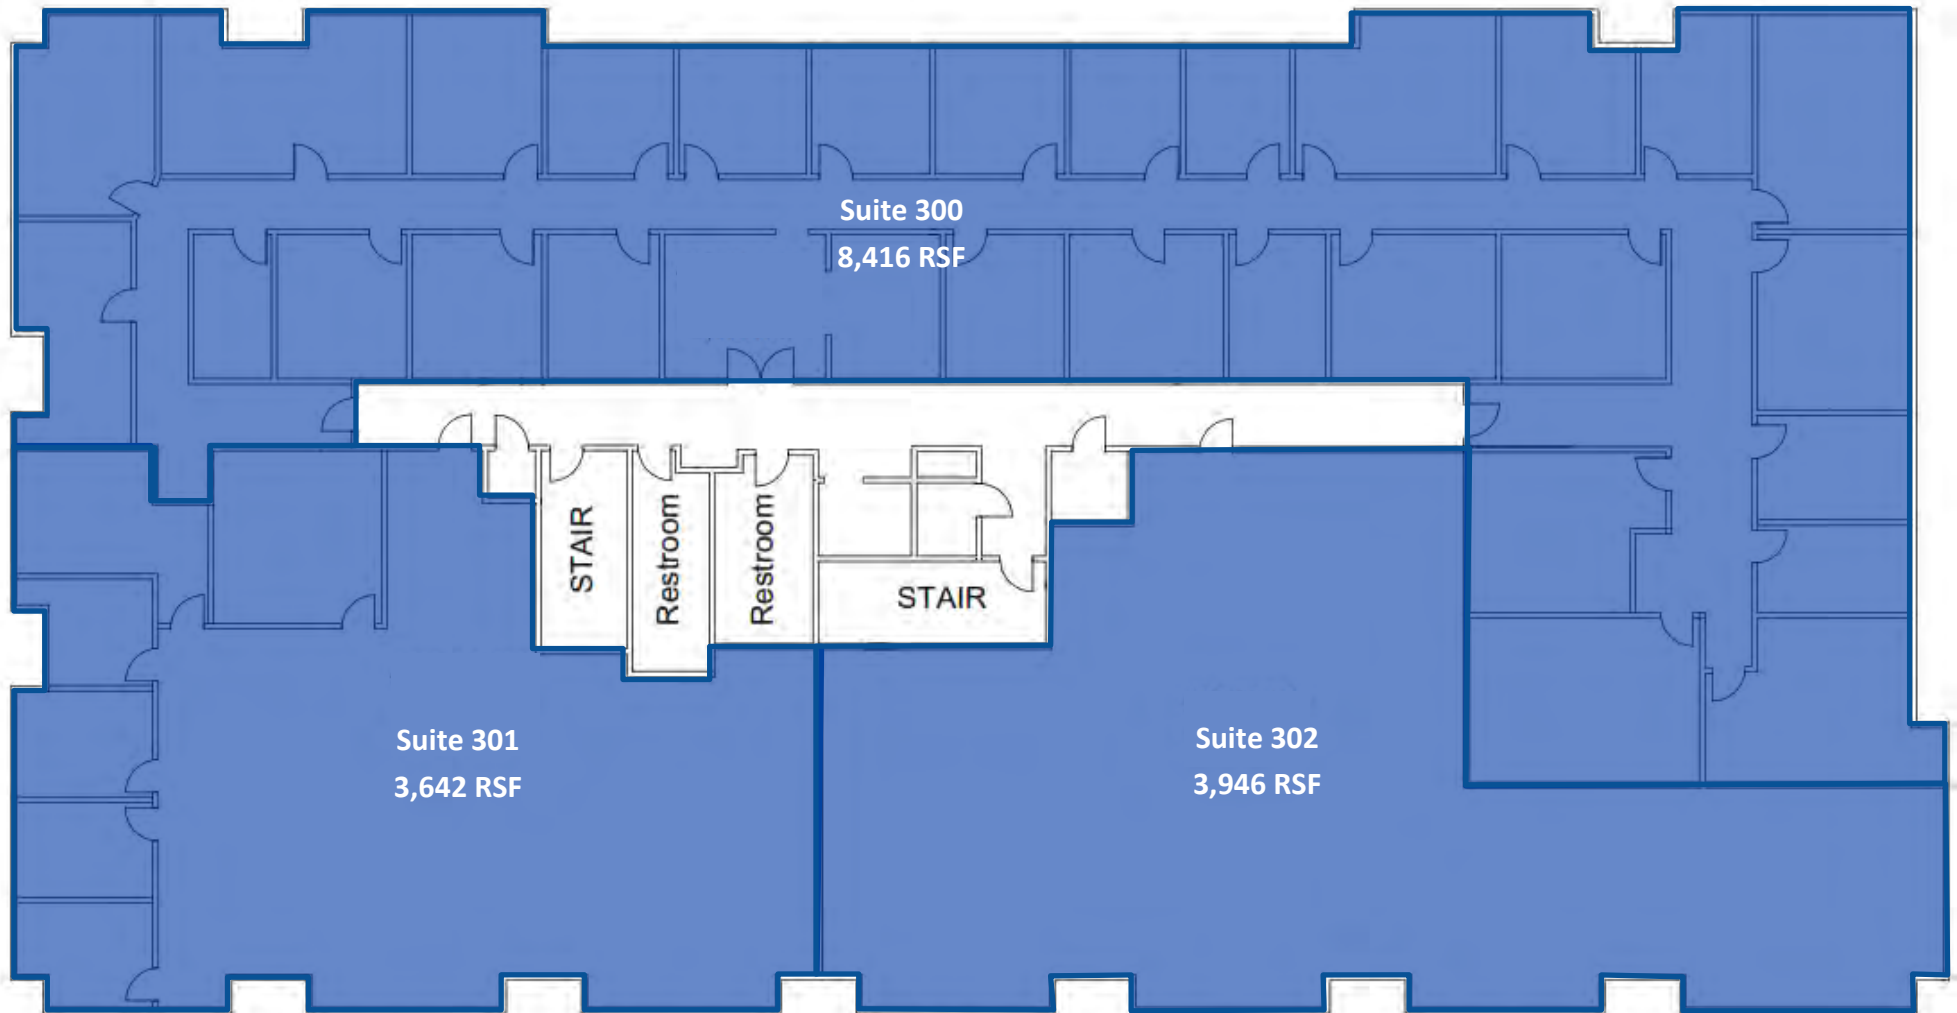 Suite 300
8,416 RSF
STAIR
Restroom
Restroom
STAIR
Suite 301
3,642 RSF
Suite 302
3,946 RSF